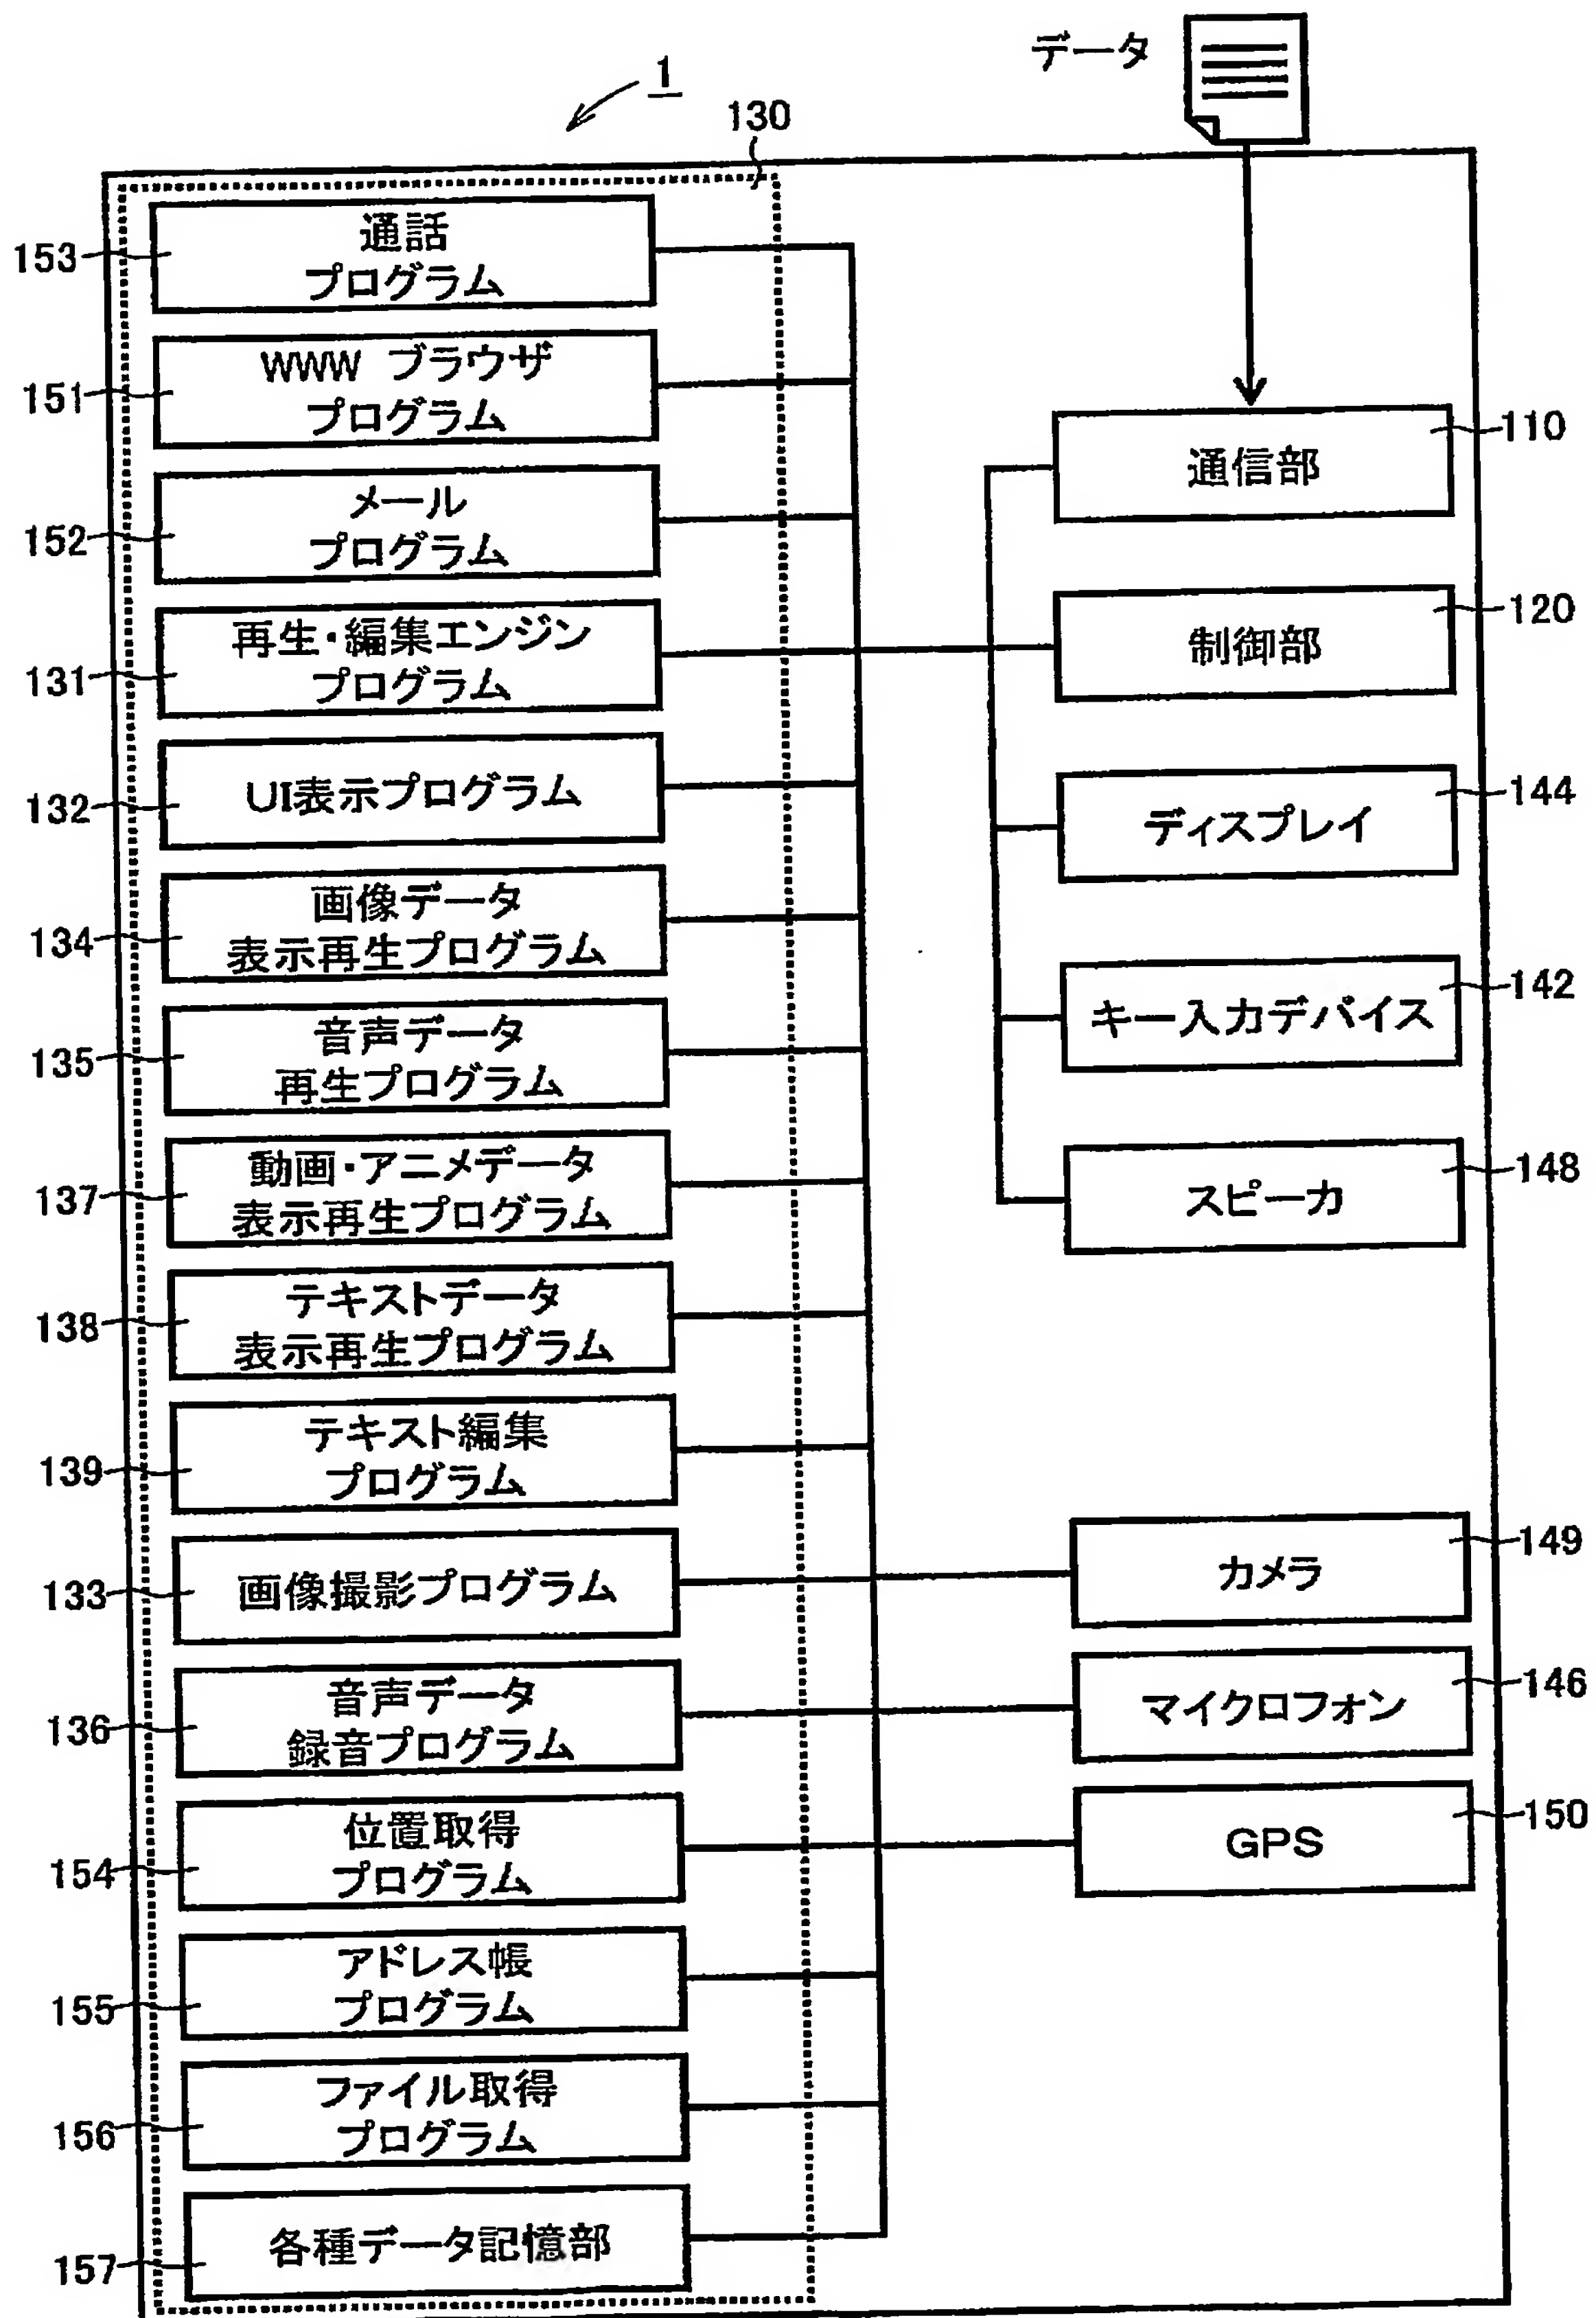 データ
1
130
153
通話
プログラム
151
WWW ブラウザ
プログラム
152
メール
プログラム
131
再生・編集エンジン
プログラム
132
UI表示プログラム
134
画像データ
表示再生プログラム
135
音声データ
再生プログラム
137
動画・アニメデータ
表示再生プログラム
138
テキストデータ
表示再生プログラム
139
テキスト編集
プログラム
133
画像撮影プログラム
136
音声データ
録音プログラム
154
位置取得
プログラム
155
アドレス帳
プログラム
156
ファイル取得
プログラム
157
各種データ記憶部
通信部
110
制御部
120
ディスプレイ
144
キー入力デバイス
142
スピーカ
148
カメラ
149
マイクロフォン
146
GPS
150